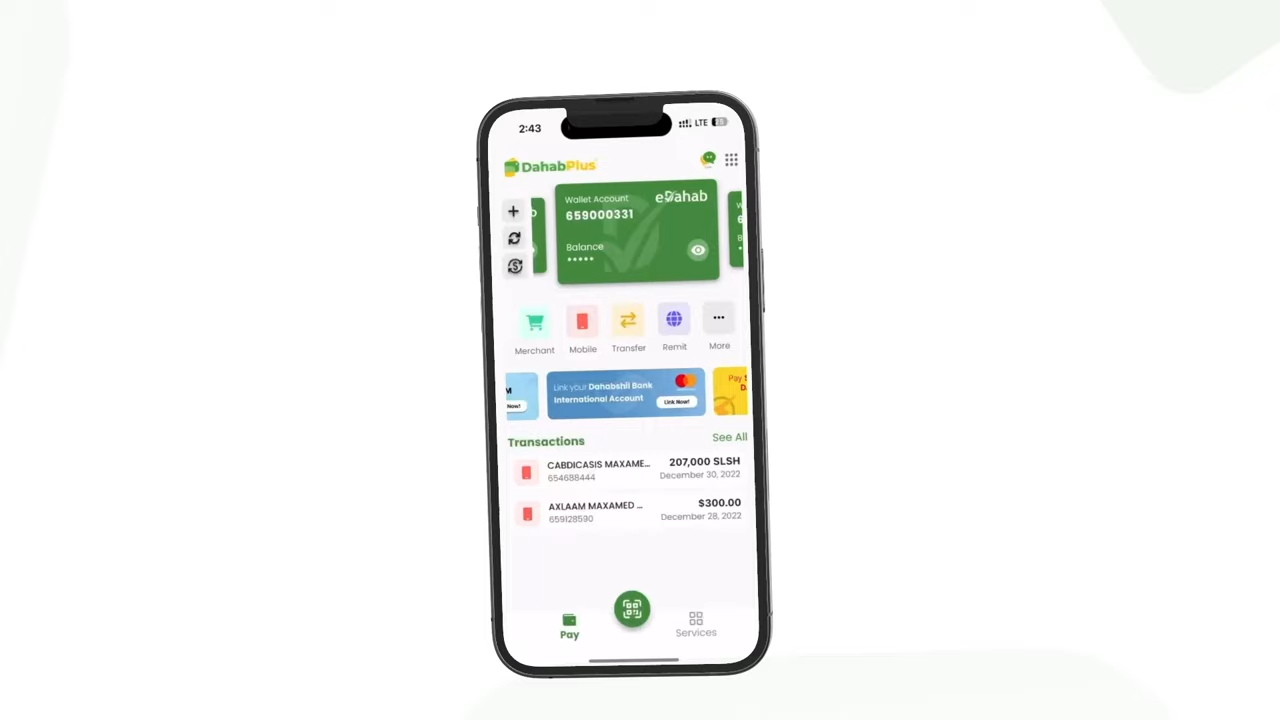 2:43
LTE
DahabPlus
Wallet Account
eDahab
659000331
Balance
*****
Merchant
Mobile
Transfer
Remit
More
M
Now!
Link your Dahabshil Bank
International Account
Link Now!
Pay
Transactions
See All
CABDICASIS MAXAME...
207,000 SLSH
654688444
December 30, 2022
AXLAAM MAXAMED ...
$300.00
659128590
December 28, 2022
Pay
Services